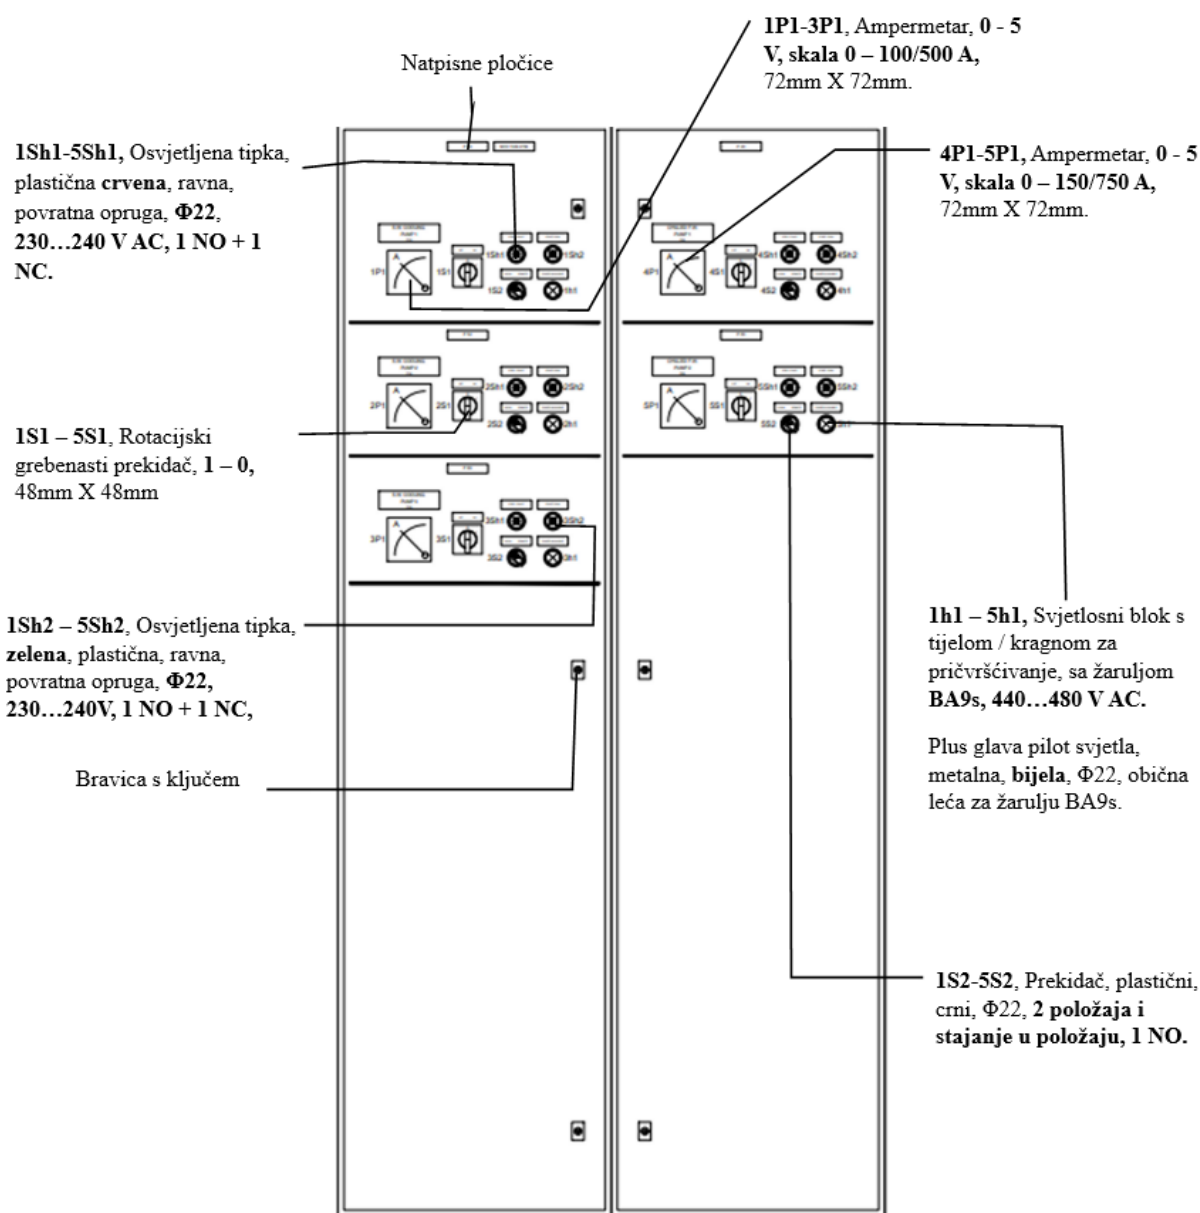 1P1-3P1, Ampermetar, 0 - 5
V, skala 0 – 100/500 A,
72mm X 72mm.
Natpisne pločice
1Sh1-5Sh1, Osvjetljena tipka,
plastična crvena, ravna,
povratna opruga, Φ22,
230…240 V AC, 1 NO + 1
NC.
4P1-5P1, Ampermetar, 0 - 5
V, skala 0 – 150/750 A,
72mm X 72mm.
A
1P1
1S1
1Sh1
1Sh2
1S2
1h1
A
4P1
4S1
4Sh1
4Sh2
4S2
4h1
A
2P1
2S1
2Sh1
2Sh2
2S2
2h1
A
5P1
5S1
5Sh1
5Sh2
5S2
5h1
1S1 – 5S1, Rotacijski
grebenasti prekidač, 1 – 0,
48mm X 48mm
A
3P1
3S1
3Sh1
3Sh2
3S2
3h1
1Sh2 – 5Sh2, Osvjetljena tipka,
zelena, plastična, ravna,
povratna opruga, Φ22,
230…240V, 1 NO + 1 NC,
1h1 – 5h1, Svjetlosni blok s
tijelom / kragnom za
pričvršćivanje, sa žaruljom
BA9s, 440…480 V AC.
Plus glava pilot svjetla,
metalna, bijela, Φ22, obična
leća za žarulju BA9s.
Bravica s ključem
1S2-5S2, Prekidač, plastični,
crni, Φ22, 2 položaja i
stajanje u položaju, 1 NO.